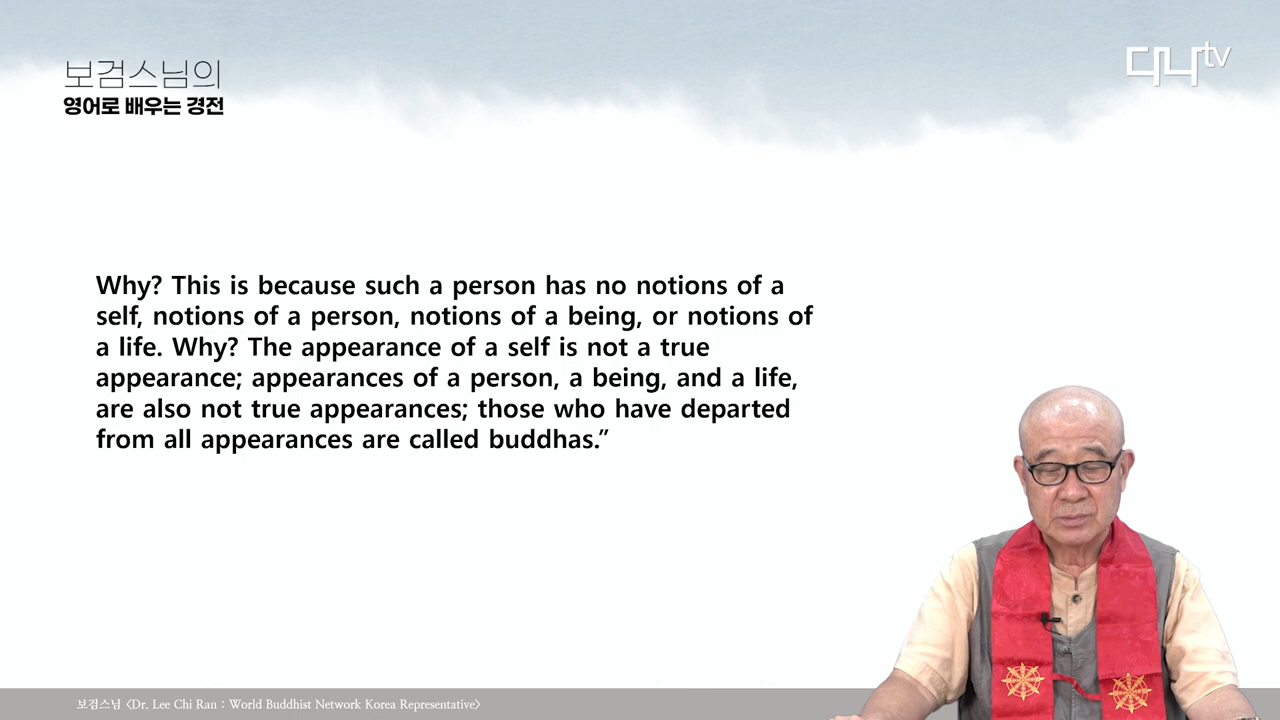 보검스님의
영어로 배우는 경전
다나tv
Why? This is because such a person has no notions of a
self, notions of a person, notions of a being, or notions of
a life. Why? The appearance of a self is not a true
appearance; appearances of a person, a being, and a life,
are also not true appearances; those who have departed
from all appearances are called buddhas.”
보검스님 <Dr. Lee Chi Ran : World Buddhist Network Korea Representative>